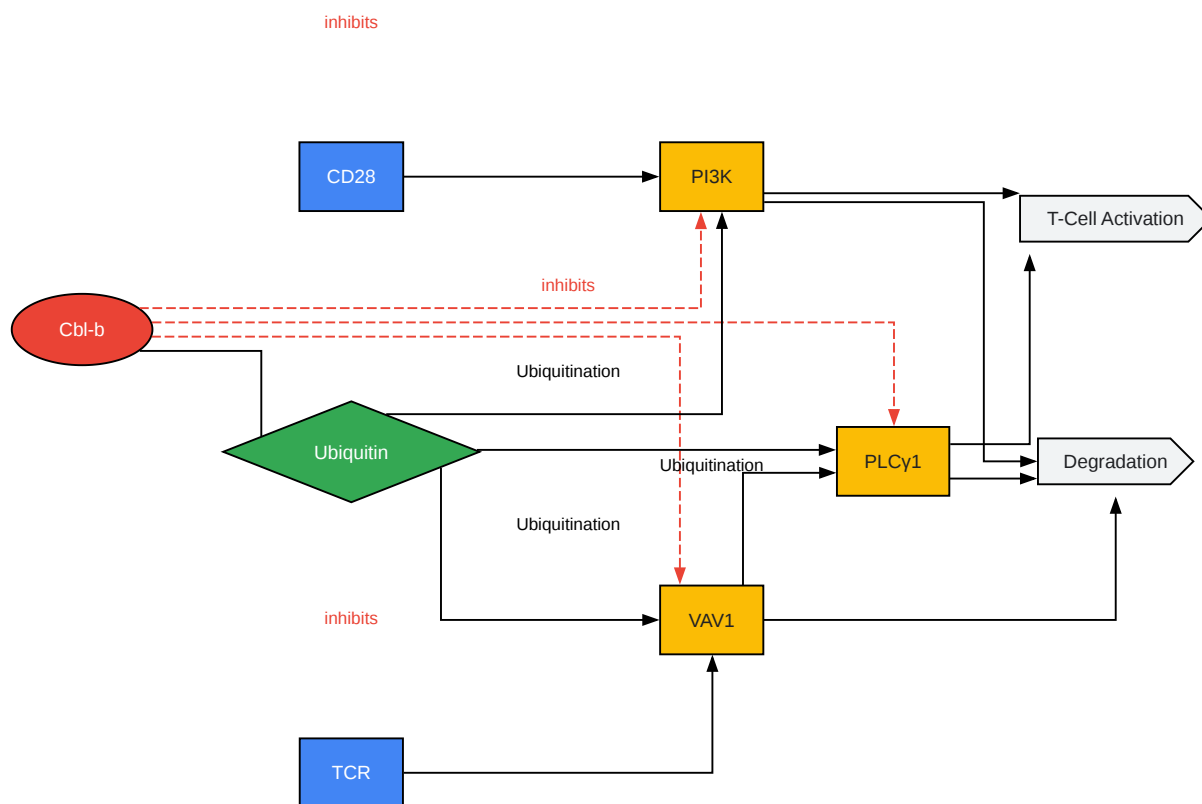 inhibits
CD28
PI3K
T-Cell Activation
inhibits
Cbl-b
Ubiquitination
Ubiquitin
Ubiquitination
PLCγ1
Degradation
Ubiquitination
inhibits
VAV1
TCR